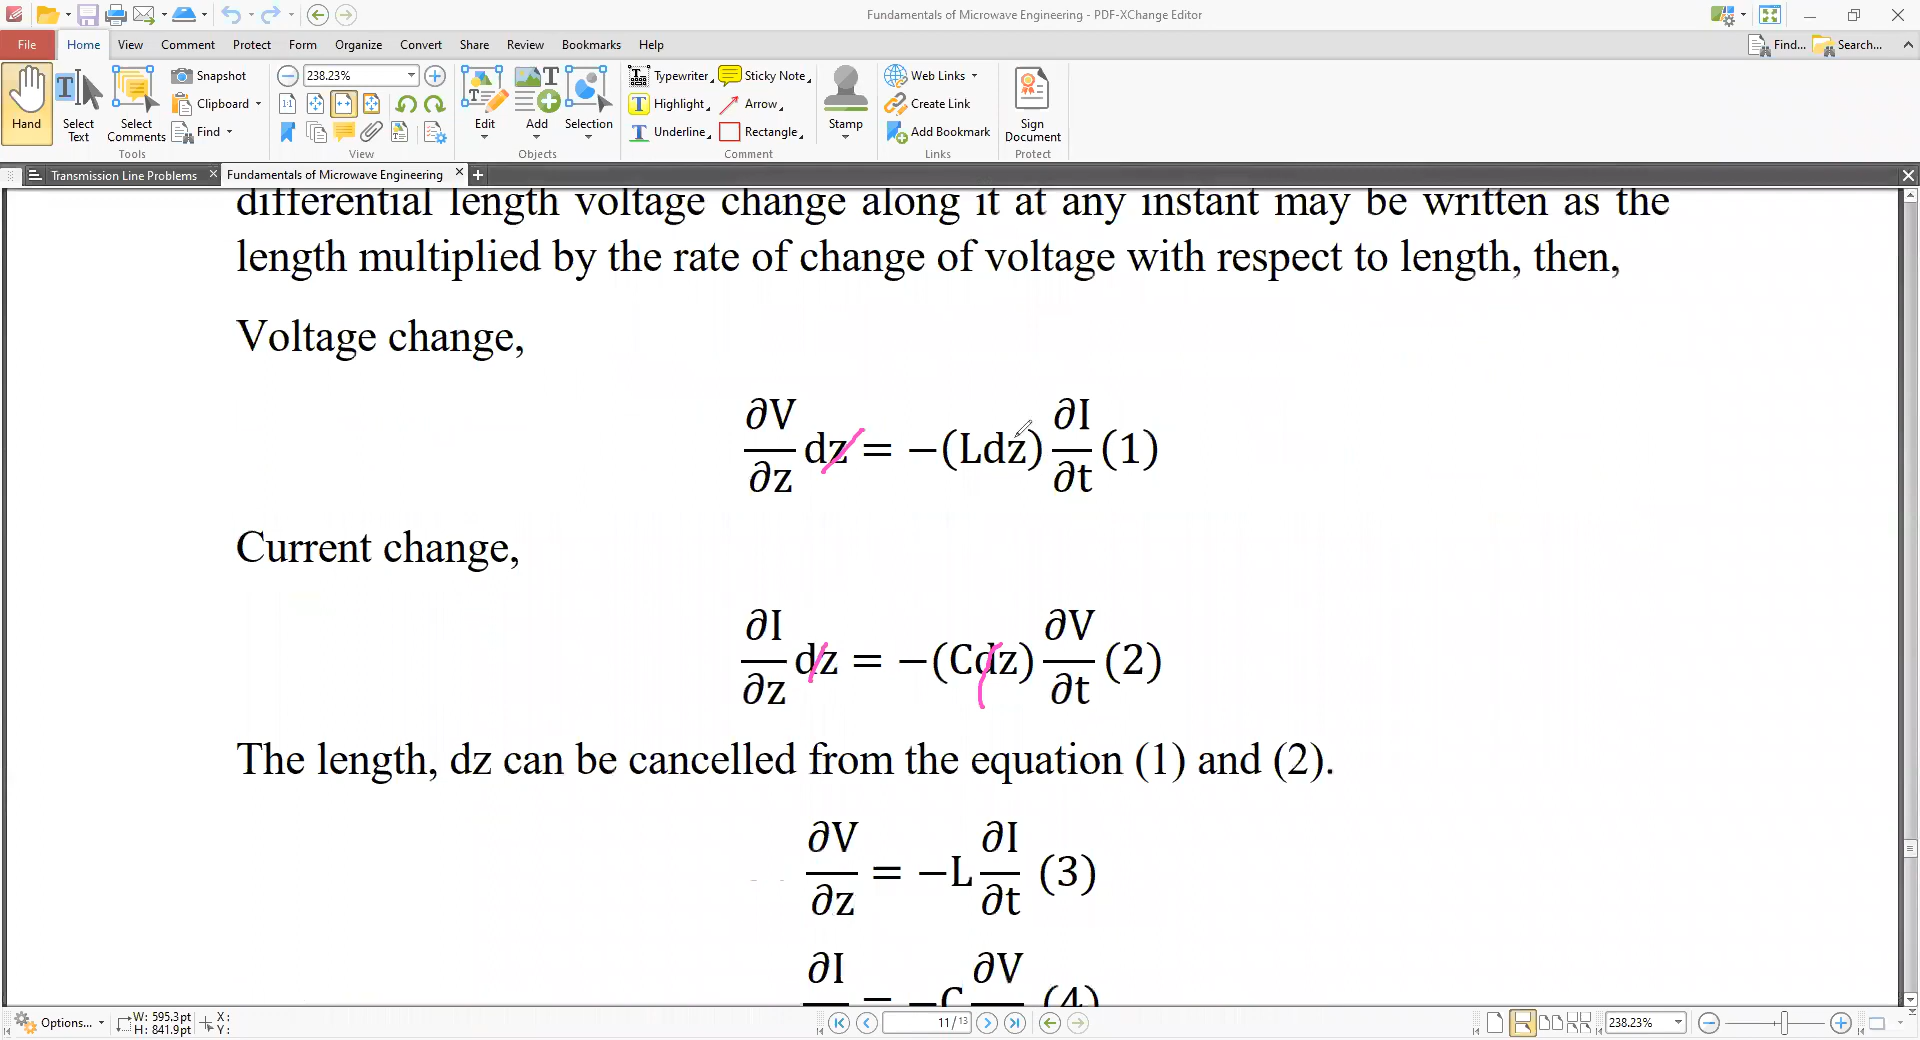 Fundamentals of Microwave Engineering - PDF-XChange Editor
File Home View Comment Protect Form Organize Convert Share Review Bookmarks Help Find... Search...
Hand
Select Text
Select Comments
Tools
Snapshot
Clipboard
Find
238.23%
View
Edit
Add
Selection
Objects
Typewriter Sticky Note
Highlight Arrow
Underline Rectangle
Stamp
Comment
Web Links
Create Link
Add Bookmark
Links
Sign Document
Protect
Transmission Line Problems Fundamentals of Microwave Engineering
differential length voltage change along it at any instant may be written as the
length multiplied by the rate of change of voltage with respect to length, then,
Voltage change,
∂V/∂z dz = −(Ldz) ∂I/∂t (1)
Current change,
∂I/∂z dz = −(Cdz) ∂V/∂t (2)
The length, dz can be cancelled from the equation (1) and (2).
∂V/∂z = −L ∂I/∂t (3)
∂I = −C ∂V (4)
Options... W: 595.3pt H: 841.9pt X: Y: 11 / 13 238.23%